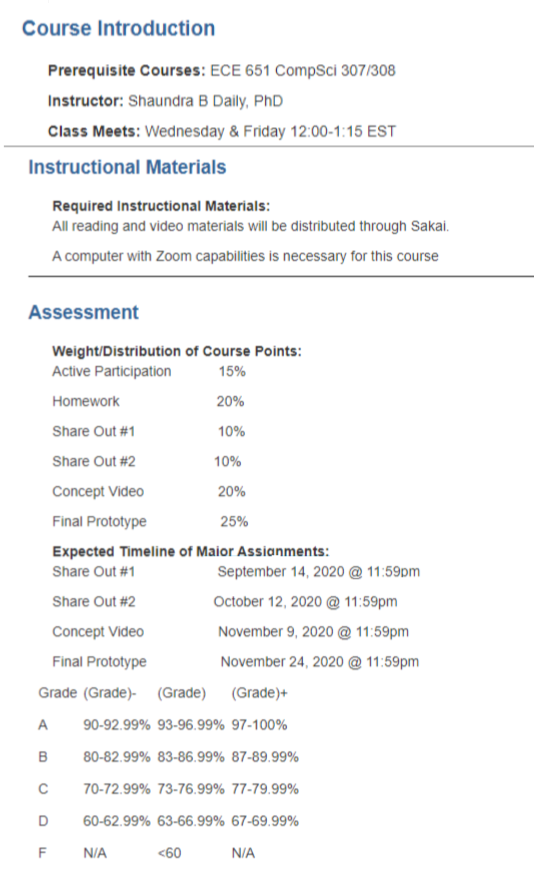 Course Introduction
Prerequisite Courses: ECE 651 CompSci 307/308
Instructor: Shaundra B Daily, PhD
Class Meets: Wednesday & Friday 12:00-1:15 EST
Instructional Materials
Required Instructional Materials:
All reading and video materials will be distributed through Sakai.
A computer with Zoom capabilities is necessary for this course
Assessment
Weight/Distribution of Course Points:
Active Participation 15%
Homework 20%
Share Out #1 10%
Share Out #2 10%
Concept Video 20%
Final Prototype 25%
Expected Timeline of Major Assignments:
Share Out #1 September 14, 2020 @ 11:59pm
Share Out #2 October 12, 2020 @ 11:59pm
Concept Video November 9, 2020 @ 11:59pm
Final Prototype November 24, 2020 @ 11:59pm
Grade (Grade)- (Grade) (Grade)+
A 90-92.99% 93-96.99% 97-100%
B 80-82.99% 83-86.99% 87-89.99%
C 70-72.99% 73-76.99% 77-79.99%
D 60-62.99% 63-66.99% 67-69.99%
F N/A <60 N/A